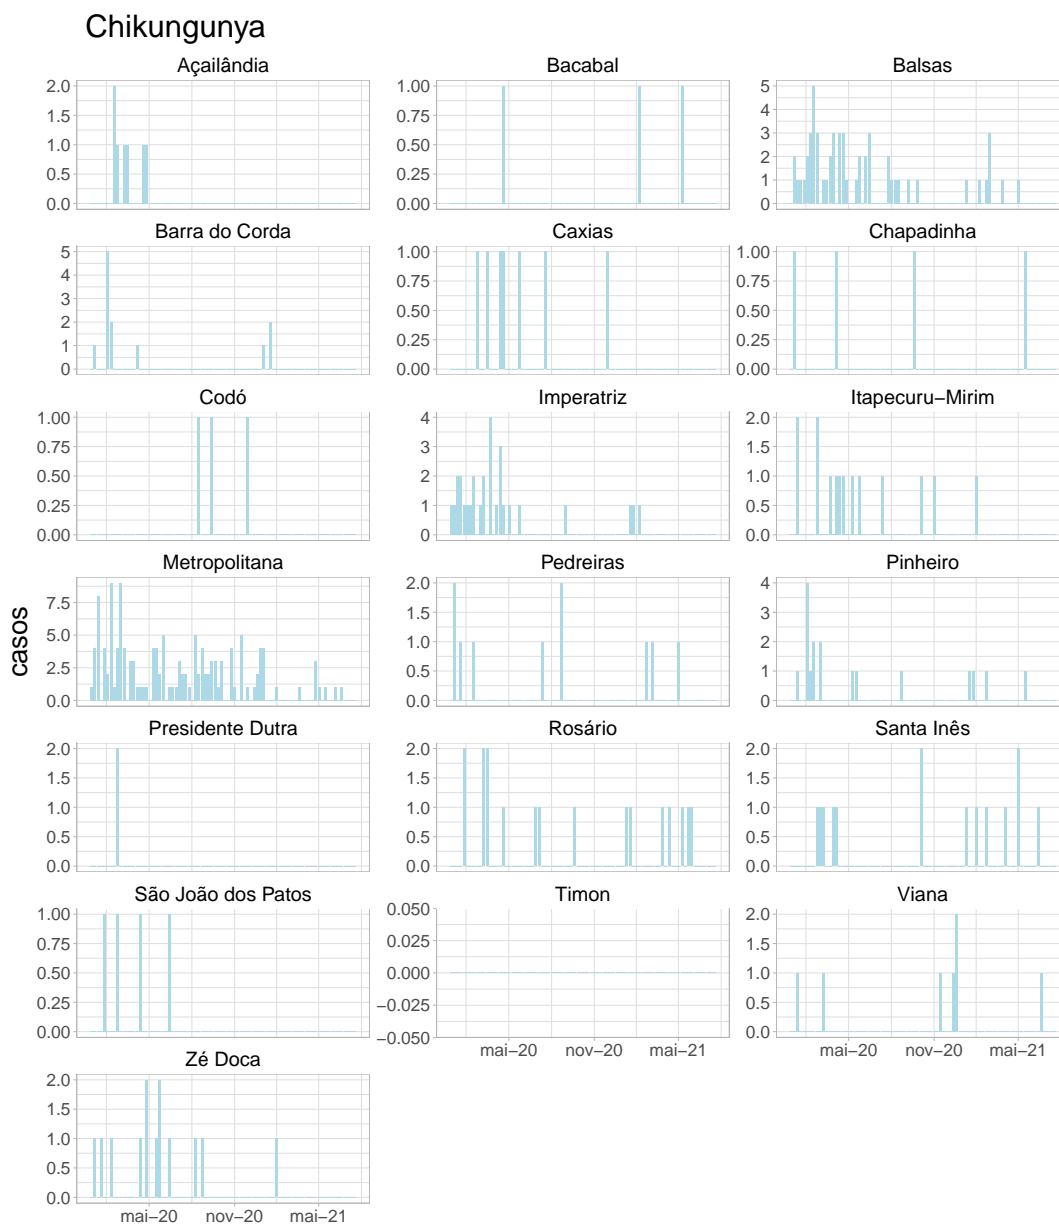 Chikungunya
Açailândia Bacabal Balsas
2.0 1.5 1.0 0.5 0.0
1.00 0.75 0.50 0.25 0.00
5 4 3 2 1 0
Barra do Corda Caxias Chapadinha
5 4 3 2 1 0
1.00 0.75 0.50 0.25 0.00
1.00 0.75 0.50 0.25 0.00
Codó Imperatriz Itapecuru−Mirim
1.00 0.75 0.50 0.25 0.00
4 3 2 1 0
2.0 1.5 1.0 0.5 0.0
Metropolitana Pedreiras Pinheiro
7.5 5.0 2.5 0.0
2.0 1.5 1.0 0.5 0.0
4 3 2 1 0
casos
Presidente Dutra Rosário Santa Inês
2.0 1.5 1.0 0.5 0.0
2.0 1.5 1.0 0.5 0.0
2.0 1.5 1.0 0.5 0.0
São João dos Patos Timon Viana
1.00 0.75 0.50 0.25 0.00
0.050 0.025 0.000 −0.025 −0.050
2.0 1.5 1.0 0.5 0.0
mai−20 nov−20 mai−21
mai−20 nov−20 mai−21
Zé Doca
2.0 1.5 1.0 0.5 0.0
mai−20 nov−20 mai−21